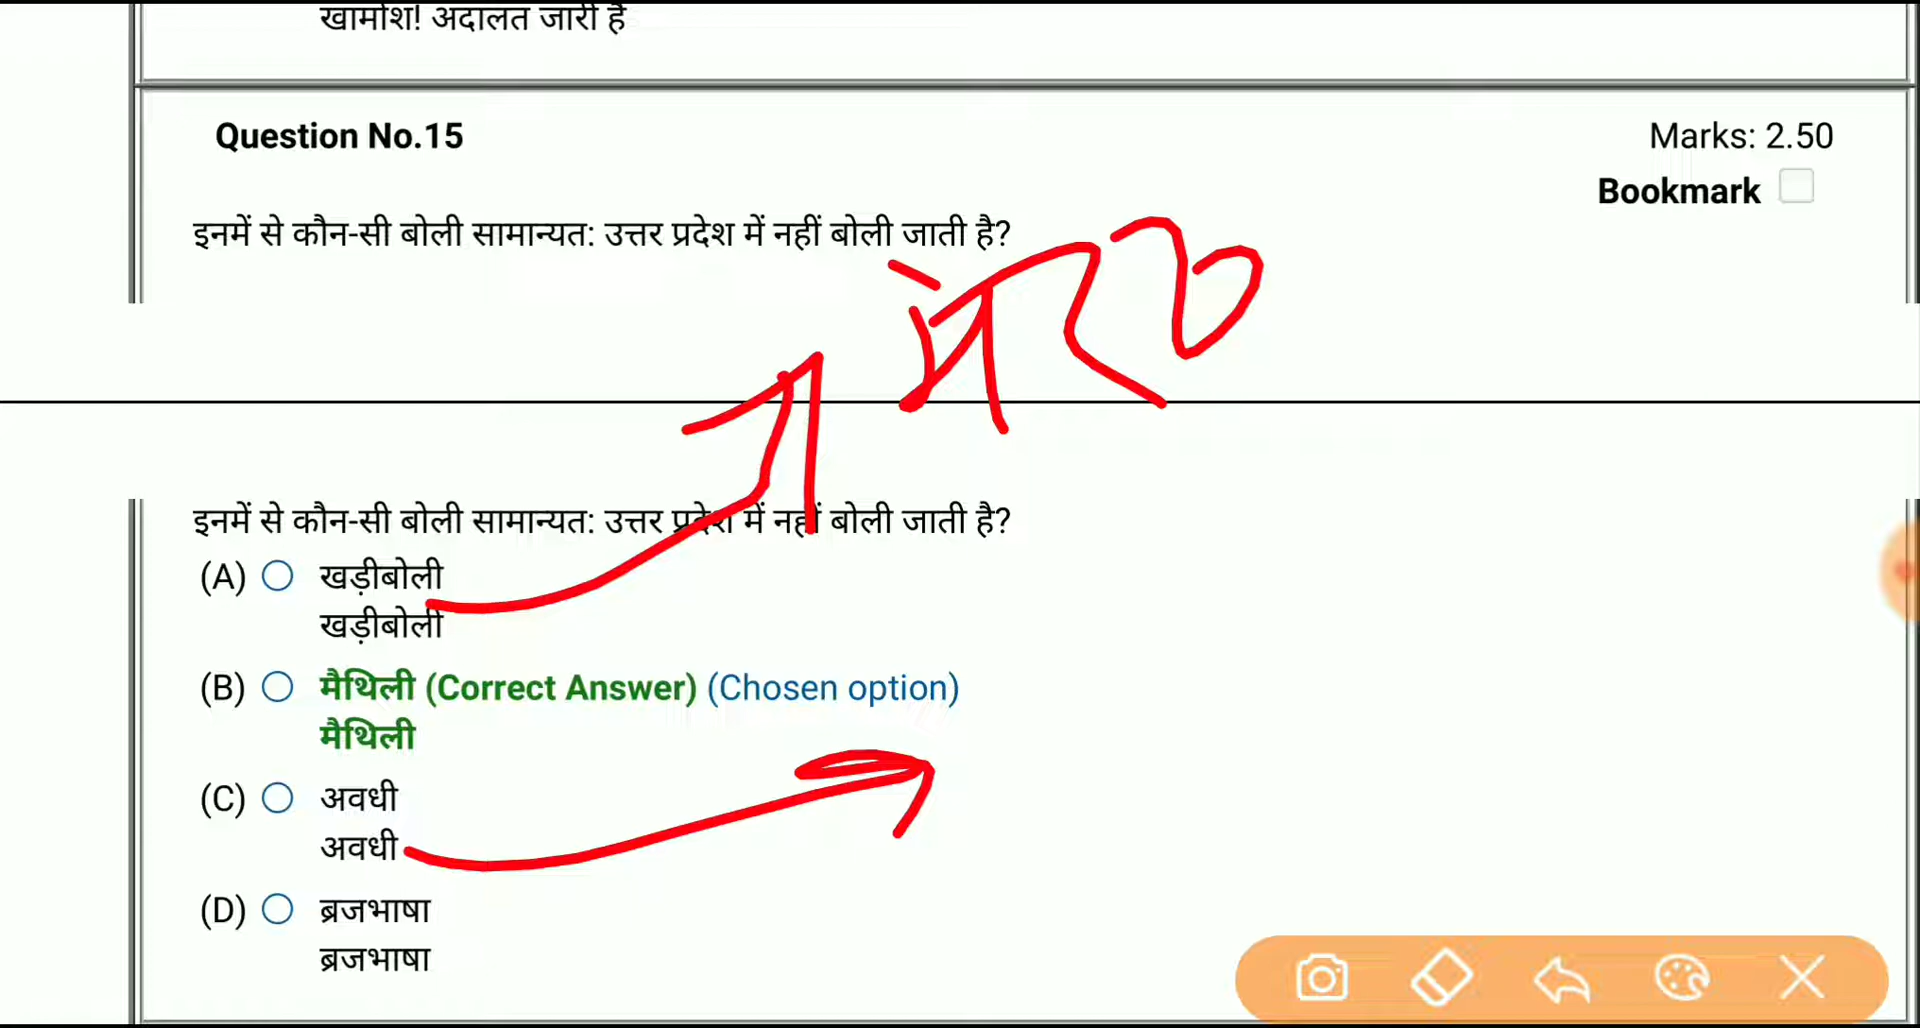 खामोश! अदालत जारी है
Question No.15
Marks: 2.50
Bookmark
इनमें से कौन-सी बोली सामान्यत: उत्तर प्रदेश में नहीं बोली जाती है?
मेरठ
इनमें से कौन-सी बोली सामान्यत: उत्तर प्रदेश में नहीं बोली जाती है?
(A) खड़ीबोली
खड़ीबोली
(B) मैथिली (Correct Answer) (Chosen option)
मैथिली
(C) अवधी
अवधी
(D) ब्रजभाषा
ब्रजभाषा